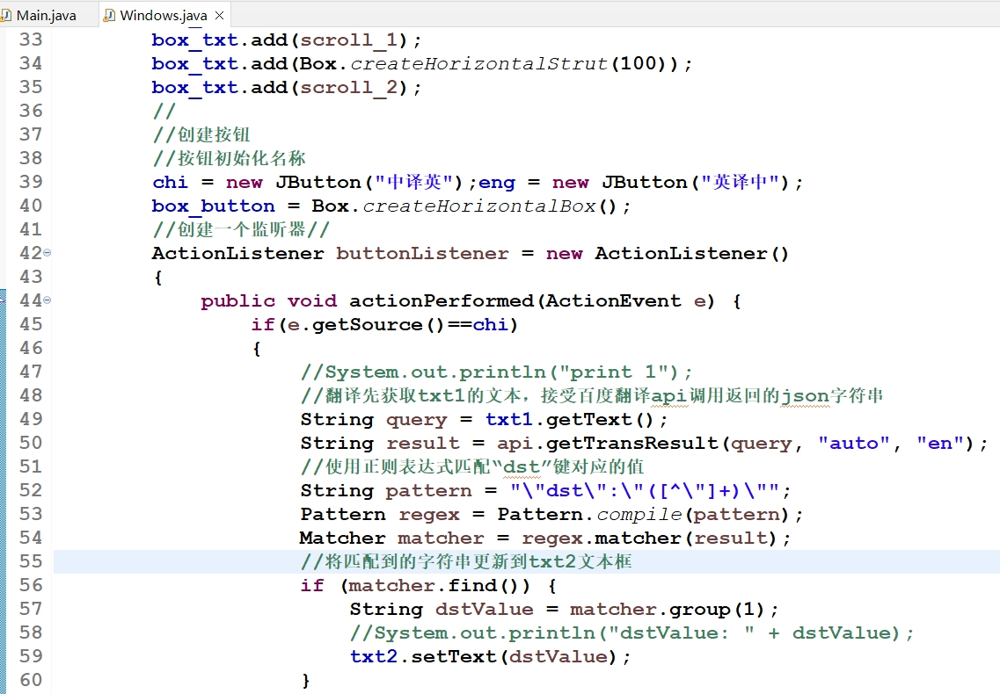 Main.java Windows.java
33 box_txt.add(scroll_1);
34 box_txt.add(Box.createHorizontalStrut(100));
35 box_txt.add(scroll_2);
36 //
37 //创建按钮
38 //按钮初始化名称
39 chi = new JButton("中译英");eng = new JButton("英译中");
40 box_button = Box.createHorizontalBox();
41 //创建一个监听器//
42 ActionListener buttonListener = new ActionListener()
43 {
44 public void actionPerformed(ActionEvent e) {
45 if(e.getSource()==chi)
46 {
47 //System.out.println("print 1");
48 //翻译先获取txt1的文本，接受百度翻译api调用返回的json字符串
49 String query = txt1.getText();
50 String result = api.getTransResult(query, "auto", "en");
51 //使用正则表达式匹配“dst”键对应的值
52 String pattern = "\"dst\":\"([^\"]+)\"";
53 Pattern regex = Pattern.compile(pattern);
54 Matcher matcher = regex.matcher(result);
55 //将匹配到的字符串更新到txt2文本框
56 if (matcher.find()) {
57 String dstValue = matcher.group(1);
58 //System.out.println("dstValue: " + dstValue);
59 txt2.setText(dstValue);
60 }